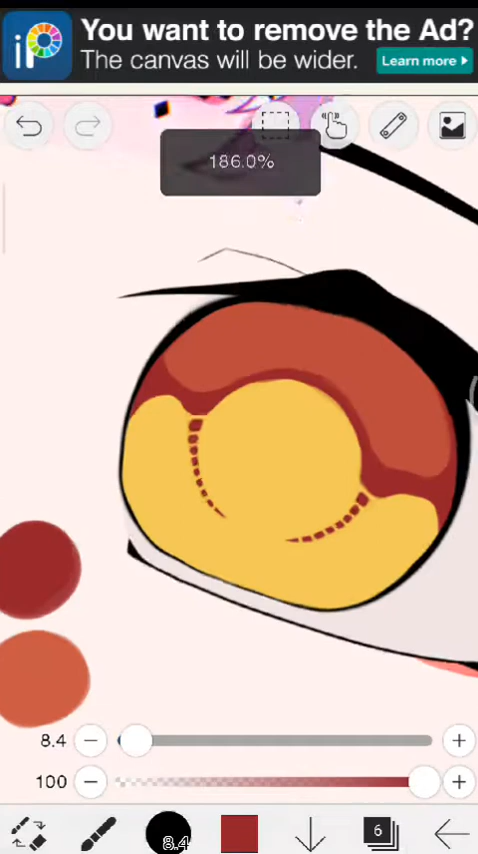 iP
You want to remove the Ad?
The canvas will be wider.
Learn more
186.0%
8.4
100
8.4
6